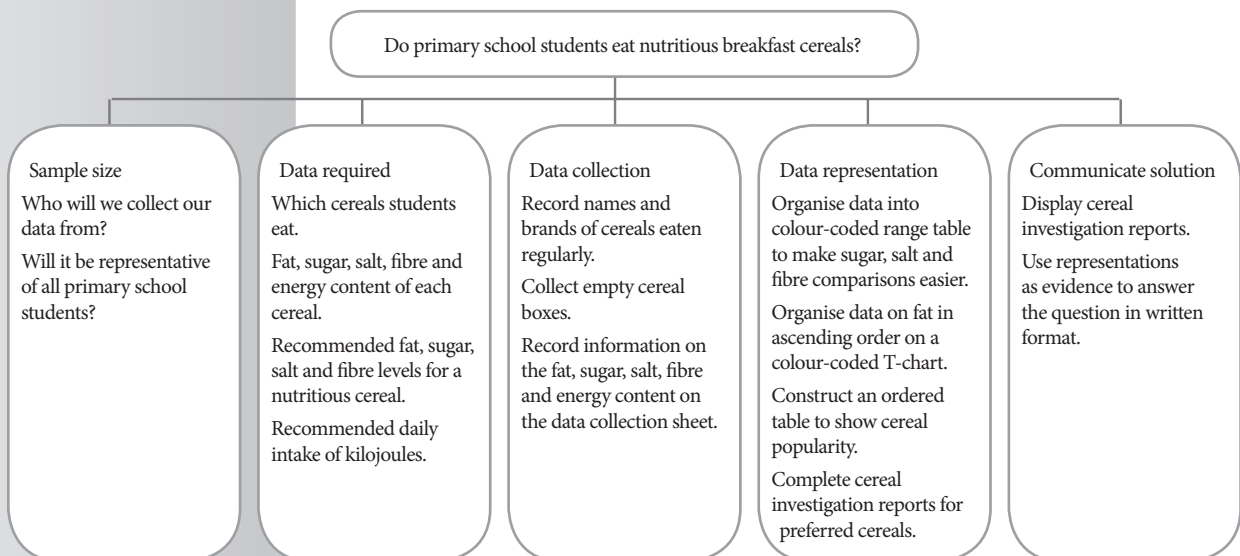 Do primary school students eat nutritious breakfast cereals?
Sample size
Who will we collect our
data from?
Will it be representative
of all primary school
students?
Data required
Which cereals students
eat.
Fat, sugar, salt, fibre and
energy content of each
cereal.
Recommended fat, sugar,
salt and fibre levels for a
nutritious cereal.
Recommended daily
intake of kilojoules.
Data collection
Record names and
brands of cereals eaten
regularly.
Collect empty cereal
boxes.
Record information on
the fat, sugar, salt, fibre
and energy content on
the data collection sheet.
Data representation
Organise data into
colour-coded range table
to make sugar, salt and
fibre comparisons easier.
Organise data on fat in
ascending order on a
colour-coded T-chart.
Construct an ordered
table to show cereal
popularity.
Complete cereal
investigation reports for
preferred cereals.
Communicate solution
Display cereal
investigation reports.
Use representations
as evidence to answer
the question in written
format.